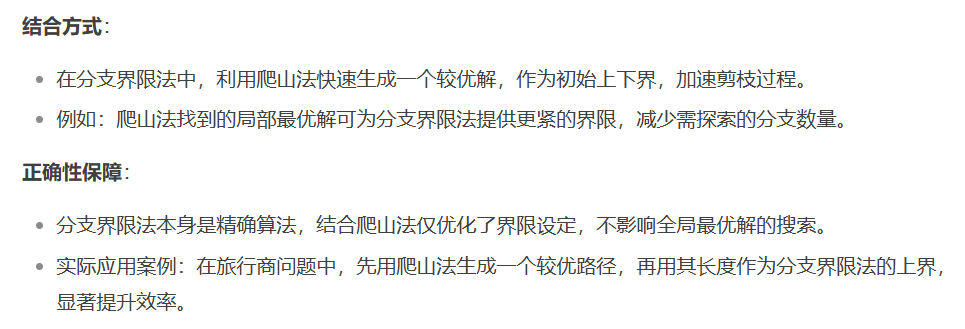 结合方式：
在分支界限法中，利用爬山法快速生成一个较优解，作为初始上下界，加速剪枝过程。
例如：爬山法找到的局部最优解可为分支界限法提供更紧的界限，减少需探索的分支数量。
正确性保障：
分支界限法本身是精确算法，结合爬山法仅优化了界限设定，不影响全局最优解的搜索。
实际应用案例：在旅行商问题中，先用爬山法生成一个较优路径，再用其长度作为分支界限法的上界，
显著提升效率。